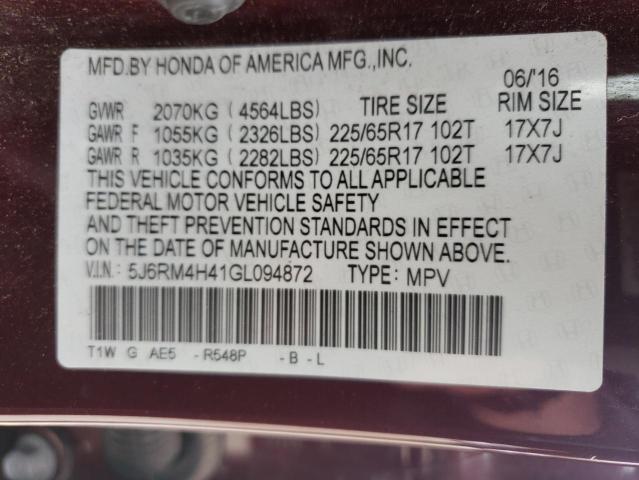 MFD.BY HONDA OF AMERICA MFG.,INC.
06/16
GVWR 2070KG (4564LBS) TIRE SIZE RIM SIZE
GAWR F 1055KG (2326LBS) 225/65R17 102T 17X7J
GAWR R 1035KG (2282LBS) 225/65R17 102T 17X7J
THIS VEHICLE CONFORMS TO ALL APPLICABLE
FEDERAL MOTOR VEHICLE SAFETY
AND THEFT PREVENTION STANDARDS IN EFFECT
ON THE DATE OF MANUFACTURE SHOWN ABOVE.
V.I.N.: 5J6RM4H41GL094872 TYPE: MPV
T1W G AE5 - R548P - B - L